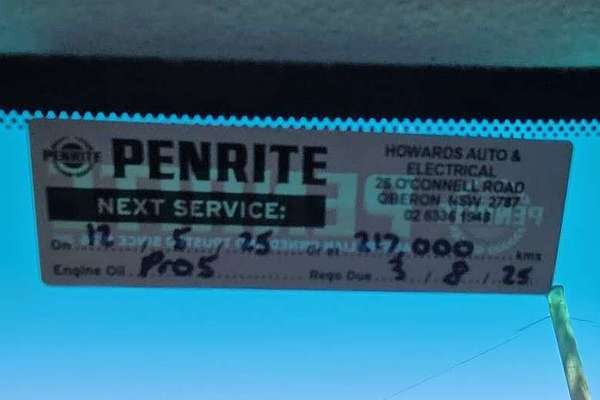 PENRITE
PENRITE
NEXT SERVICE:
HOWARDS AUTO &
ELECTRICAL
25 O'CONNELL ROAD
OBERON NSW 2787
02 6336 1948
On 12 / 5 / 25 Or at 217,000 kms
Engine Oil Pro5 Rego Due 3 / 8 / 25